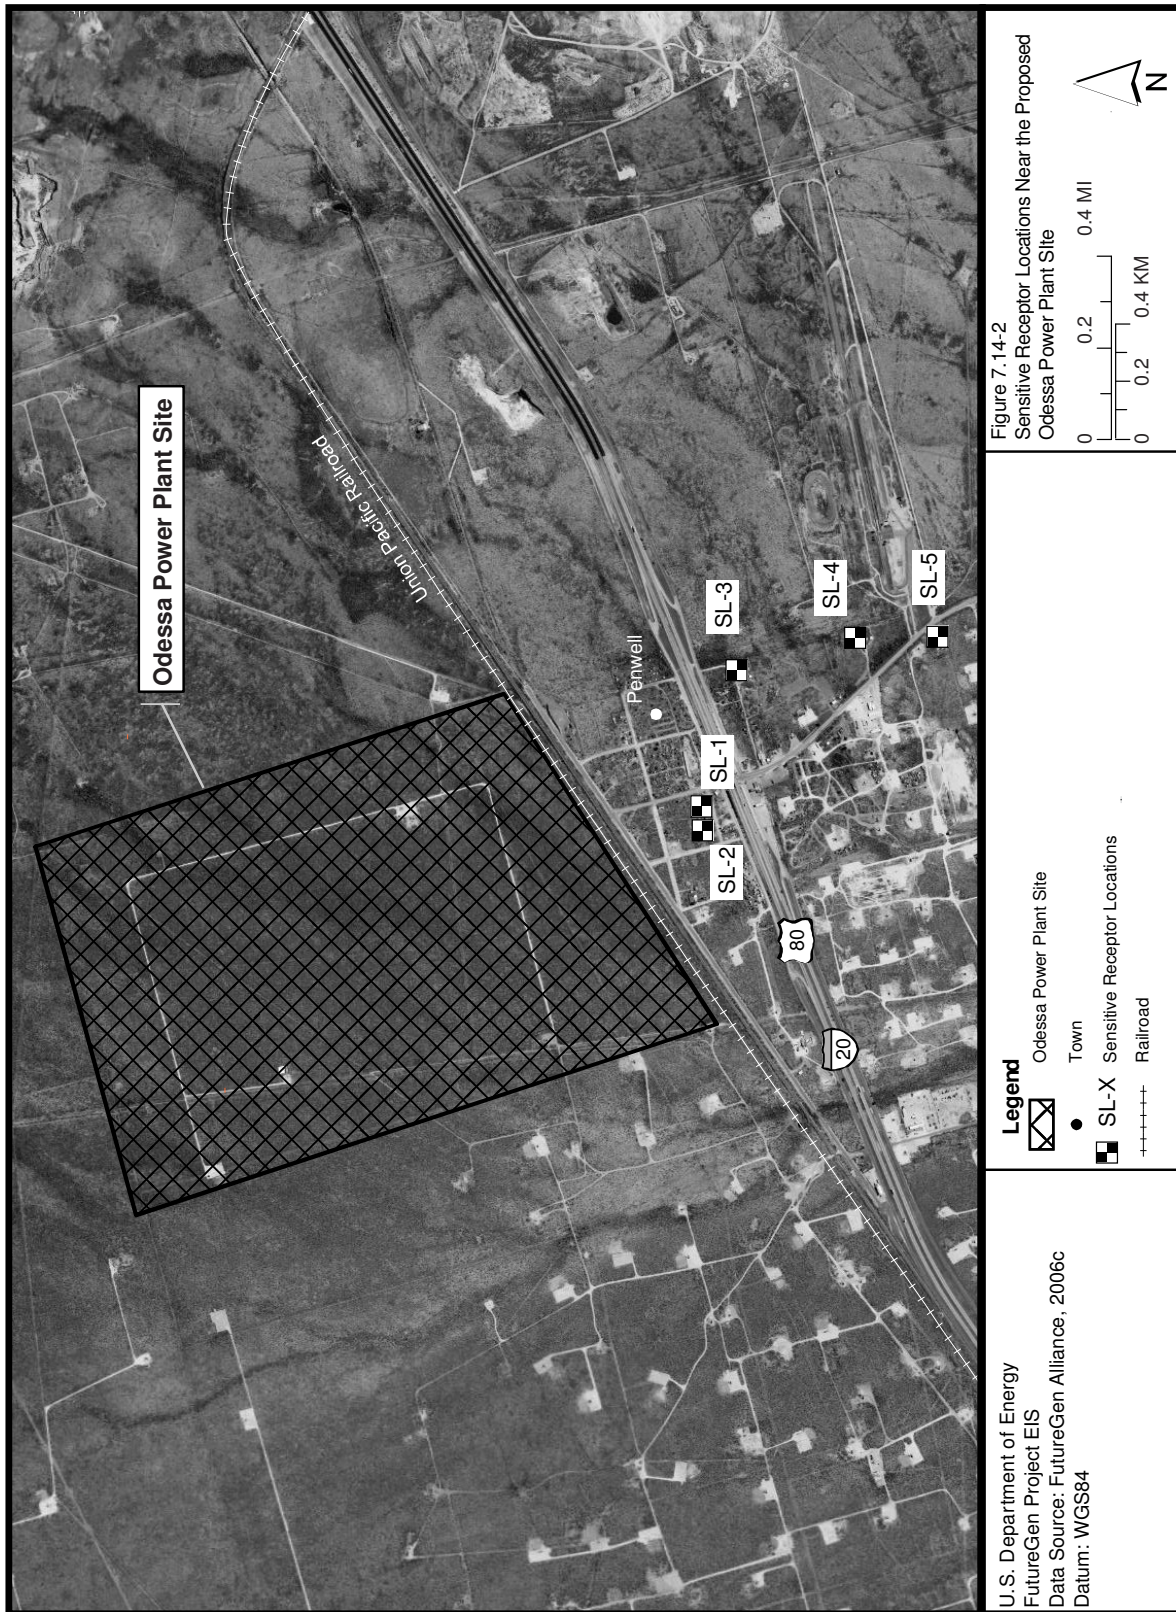 Odessa Power Plant Site
Union Pacific Railroad
Penwell
SL-1
SL-2
SL-3
SL-4
SL-5
80
20
U.S. Department of Energy
FutureGen Project EIS
Data Source: FutureGen Alliance, 2006c
Datum: WGS84
Legend
Odessa Power Plant Site
Town
SL-X Sensitive Receptor Locations
Railroad
Figure 7.14-2
Sensitive Receptor Locations Near the Proposed
Odessa Power Plant SIte
0 0.2 0.4 MI
0 0.2 0.4 KM
N